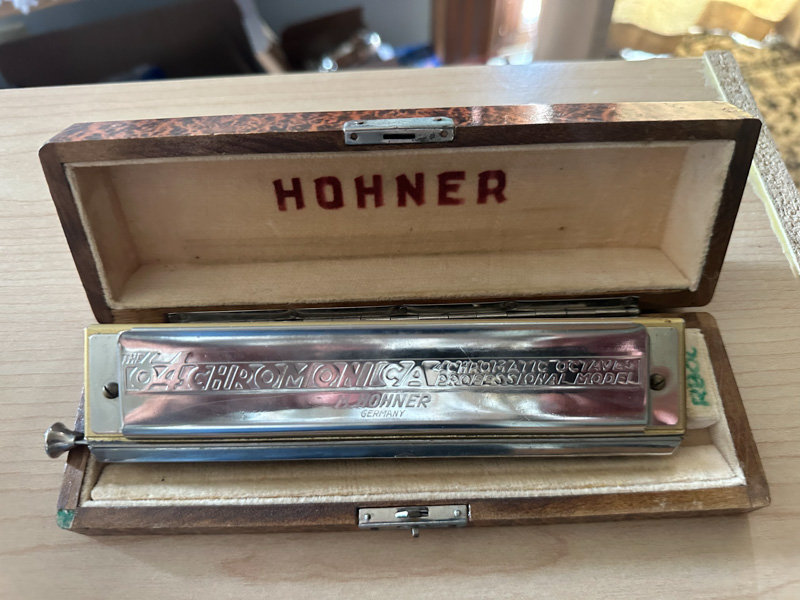 HOHNER
THE
64 CHROMONICA
4 CHROMATIC OCTAVES
PROFESSIONAL MODEL
M. HOHNER
GERMANY